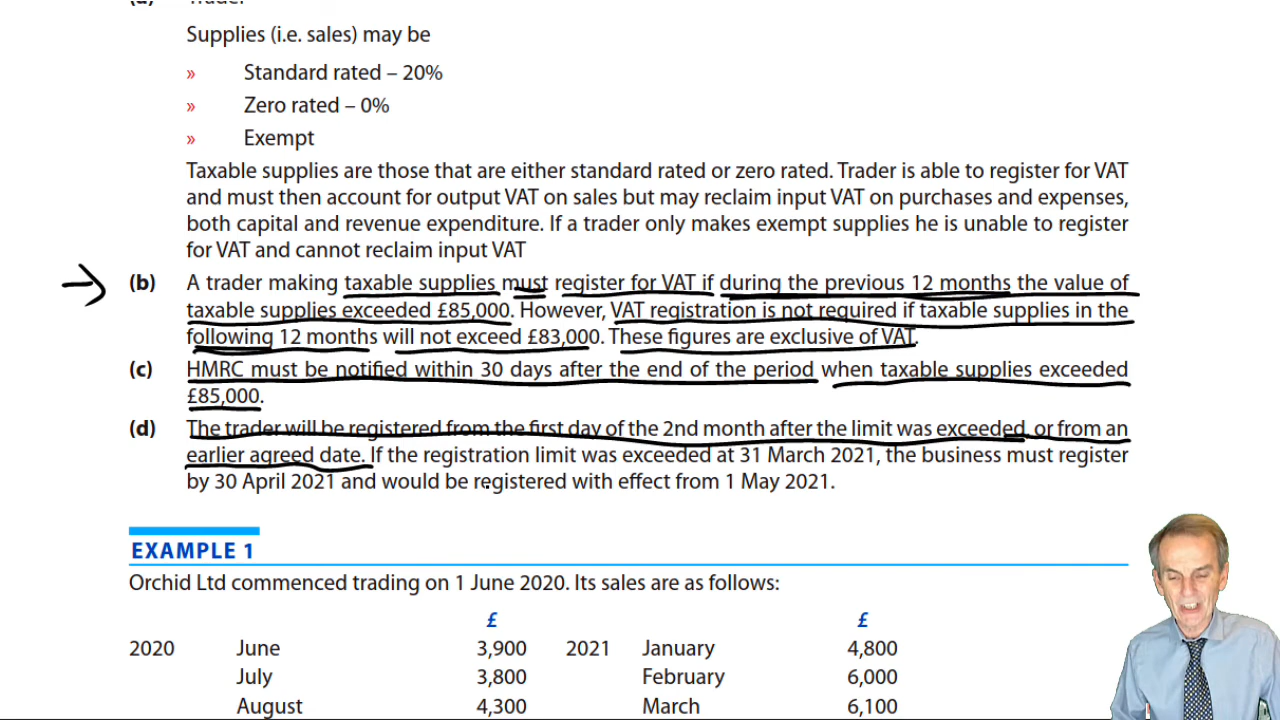 Supplies (i.e. sales) may be
» Standard rated – 20%
» Zero rated – 0%
» Exempt
Taxable supplies are those that are either standard rated or zero rated. Trader is able to register for VAT
and must then account for output VAT on sales but may reclaim input VAT on purchases and expenses,
both capital and revenue expenditure. If a trader only makes exempt supplies he is unable to register
for VAT and cannot reclaim input VAT
(b) A trader making taxable supplies must register for VAT if during the previous 12 months the value of
taxable supplies exceeded £85,000. However, VAT registration is not required if taxable supplies in the
following 12 months will not exceed £83,000. These figures are exclusive of VAT.
(c) HMRC must be notified within 30 days after the end of the period when taxable supplies exceeded
£85,000.
(d) The trader will be registered from the first day of the 2nd month after the limit was exceeded, or from an
earlier agreed date. If the registration limit was exceeded at 31 March 2021, the business must register
by 30 April 2021 and would be registered with effect from 1 May 2021.
EXAMPLE 1
Orchid Ltd commenced trading on 1 June 2020. Its sales are as follows:
£ £
2020 June 3,900 2021 January 4,800
July 3,800 February 6,000
August 4,300 March 6,100